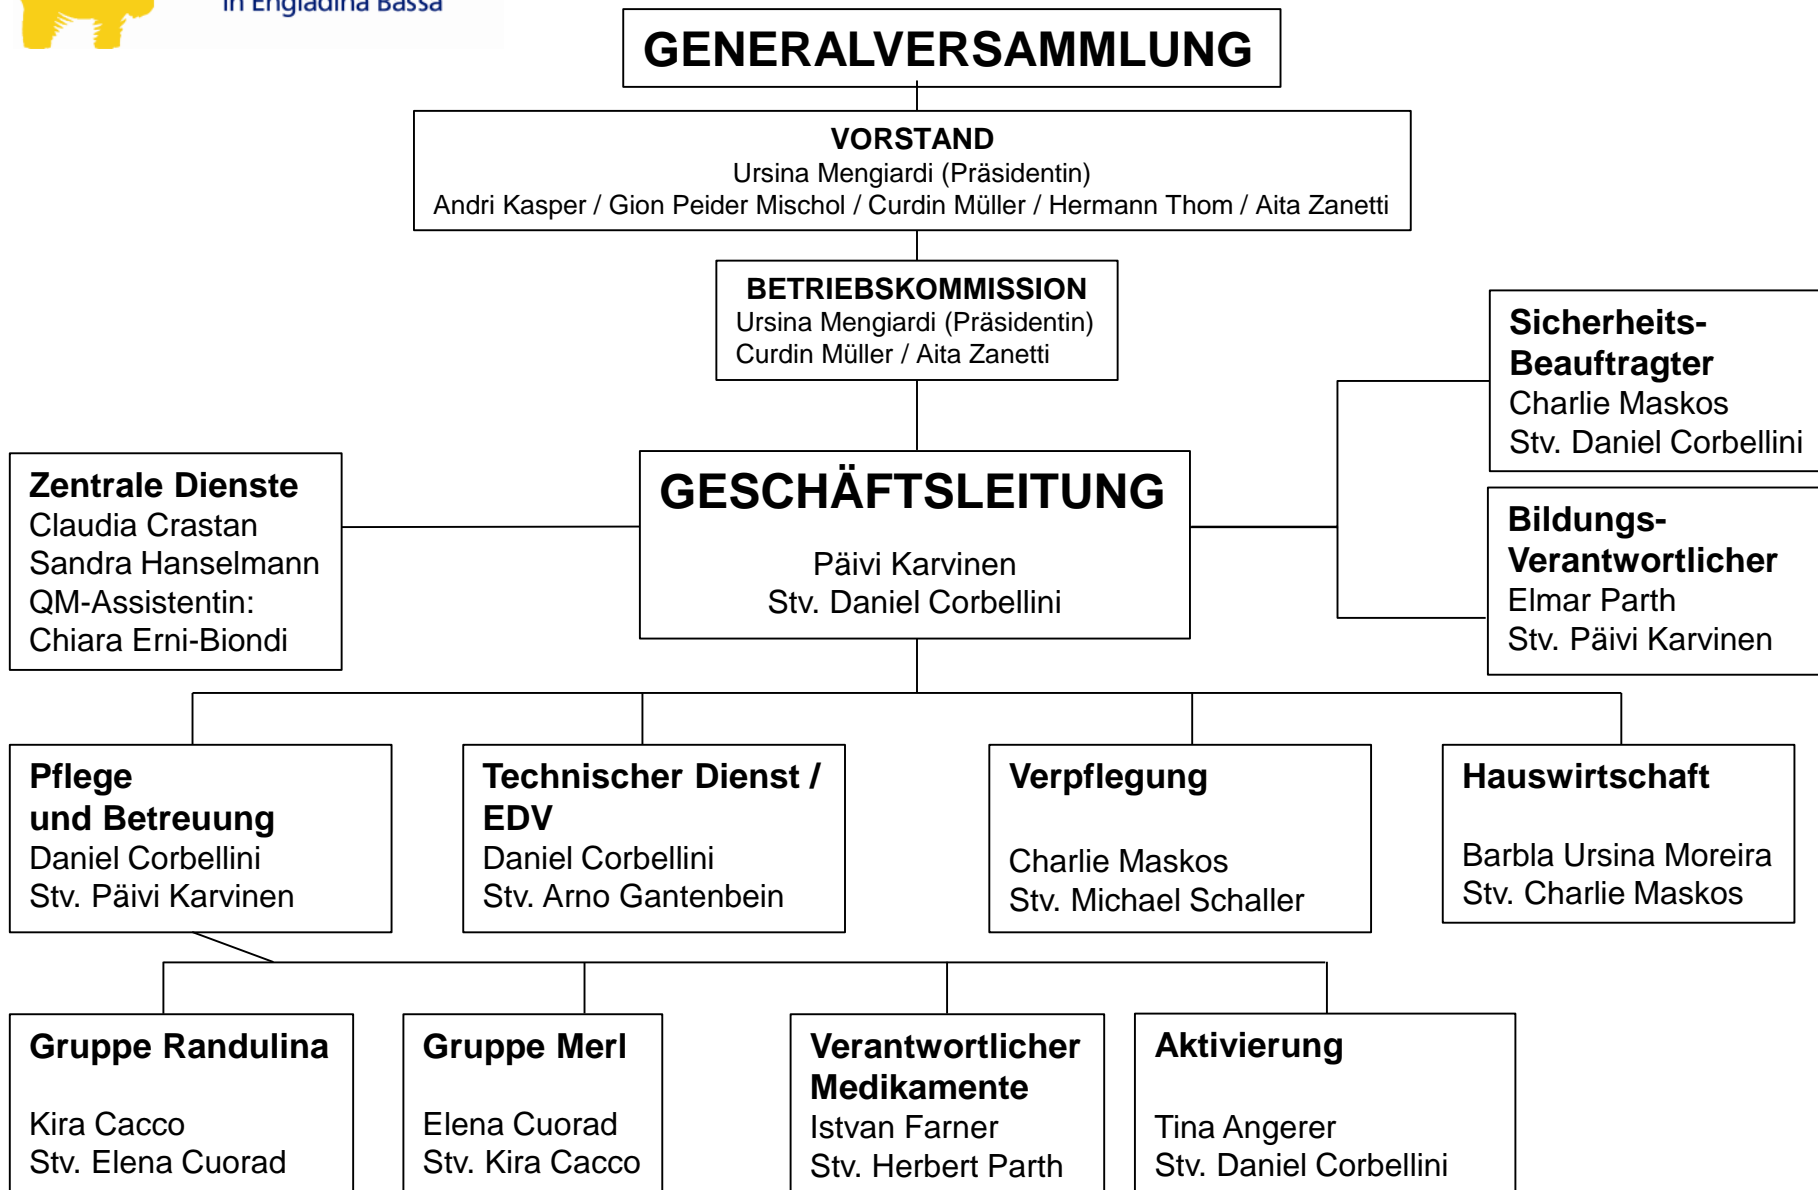 in Engiadina Bassa
GENERALVERSAMMLUNG
VORSTAND
Ursina Mengiardi (Präsidentin)
Andri Kasper / Gion Peider Mischol / Curdin Müller / Hermann Thom / Aita Zanetti
BETRIEBSKOMMISSION
Ursina Mengiardi (Präsidentin)
Curdin Müller / Aita Zanetti
Sicherheits-
Beauftragter
Charlie Maskos
Stv. Daniel Corbellini
Zentrale Dienste
Claudia Crastan
Sandra Hanselmann
QM-Assistentin:
Chiara Erni-Biondi
GESCHÄFTSLEITUNG
Päivi Karvinen
Stv. Daniel Corbellini
Bildungs-
Verantwortlicher
Elmar Parth
Stv. Päivi Karvinen
Pflege
und Betreuung
Daniel Corbellini
Stv. Päivi Karvinen
Technischer Dienst /
EDV
Daniel Corbellini
Stv. Arno Gantenbein
Verpflegung
Charlie Maskos
Stv. Michael Schaller
Hauswirtschaft
Barbla Ursina Moreira
Stv. Charlie Maskos
Gruppe Randulina
Kira Cacco
Stv. Elena Cuorad
Gruppe Merl
Elena Cuorad
Stv. Kira Cacco
Verantwortlicher
Medikamente
Istvan Farner
Stv. Herbert Parth
Aktivierung
Tina Angerer
Stv. Daniel Corbellini